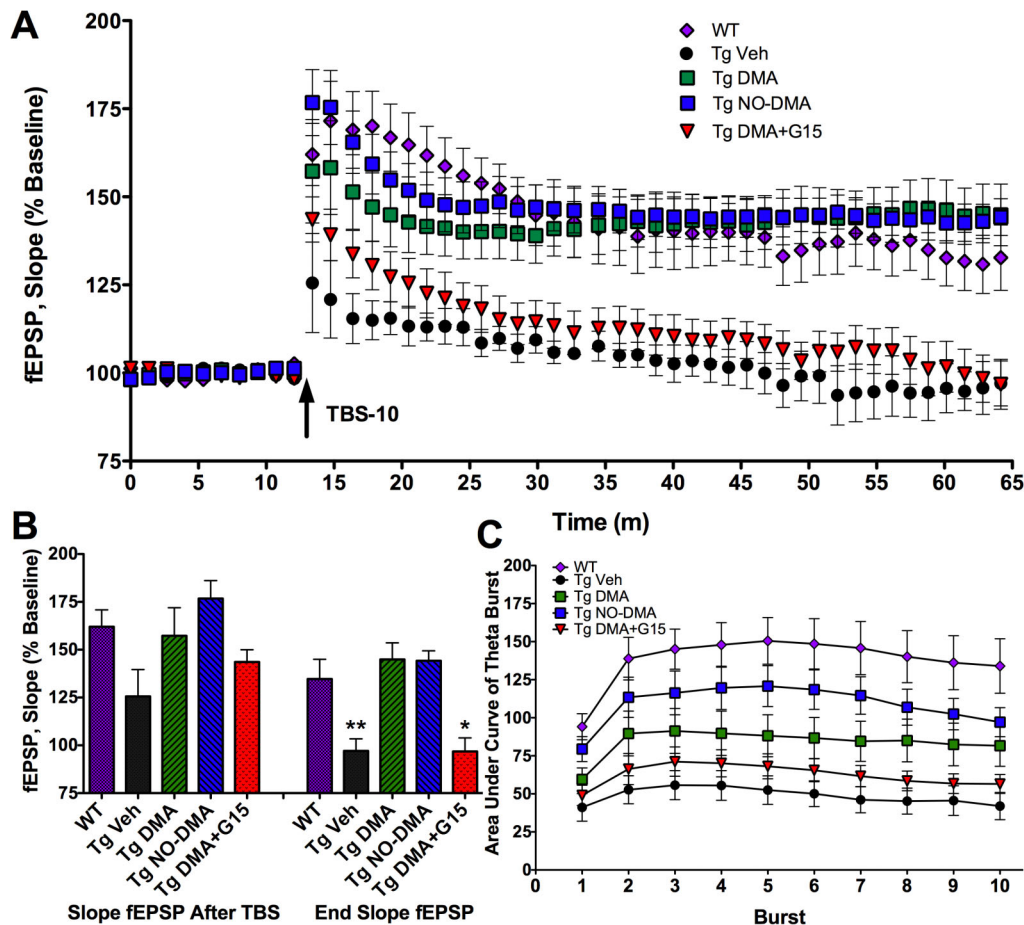 A
fEPSP, Slope (% Baseline)
200
175
150
125
100
75
WT
Tg Veh
Tg DMA
Tg NO-DMA
Tg DMA+G15
TBS-10
0 5 10 15 20 25 30 35 40 45 50 55 60 65
Time (m)
B
fEPSP, Slope (% Baseline)
200
175
150
125
100
75
** *
WT Tg Veh Tg DMA Tg NO-DMA Tg DMA+G15 WT Tg Veh Tg DMA Tg NO-DMA Tg DMA+G15
Slope fEPSP After TBS End Slope fEPSP
C
Area Under Curve of Theta Burst
200
175
150
125
100
75
50
25
0
WT
Tg Veh
Tg DMA
Tg NO-DMA
Tg DMA+G15
0 1 2 3 4 5 6 7 8 9 10
Burst